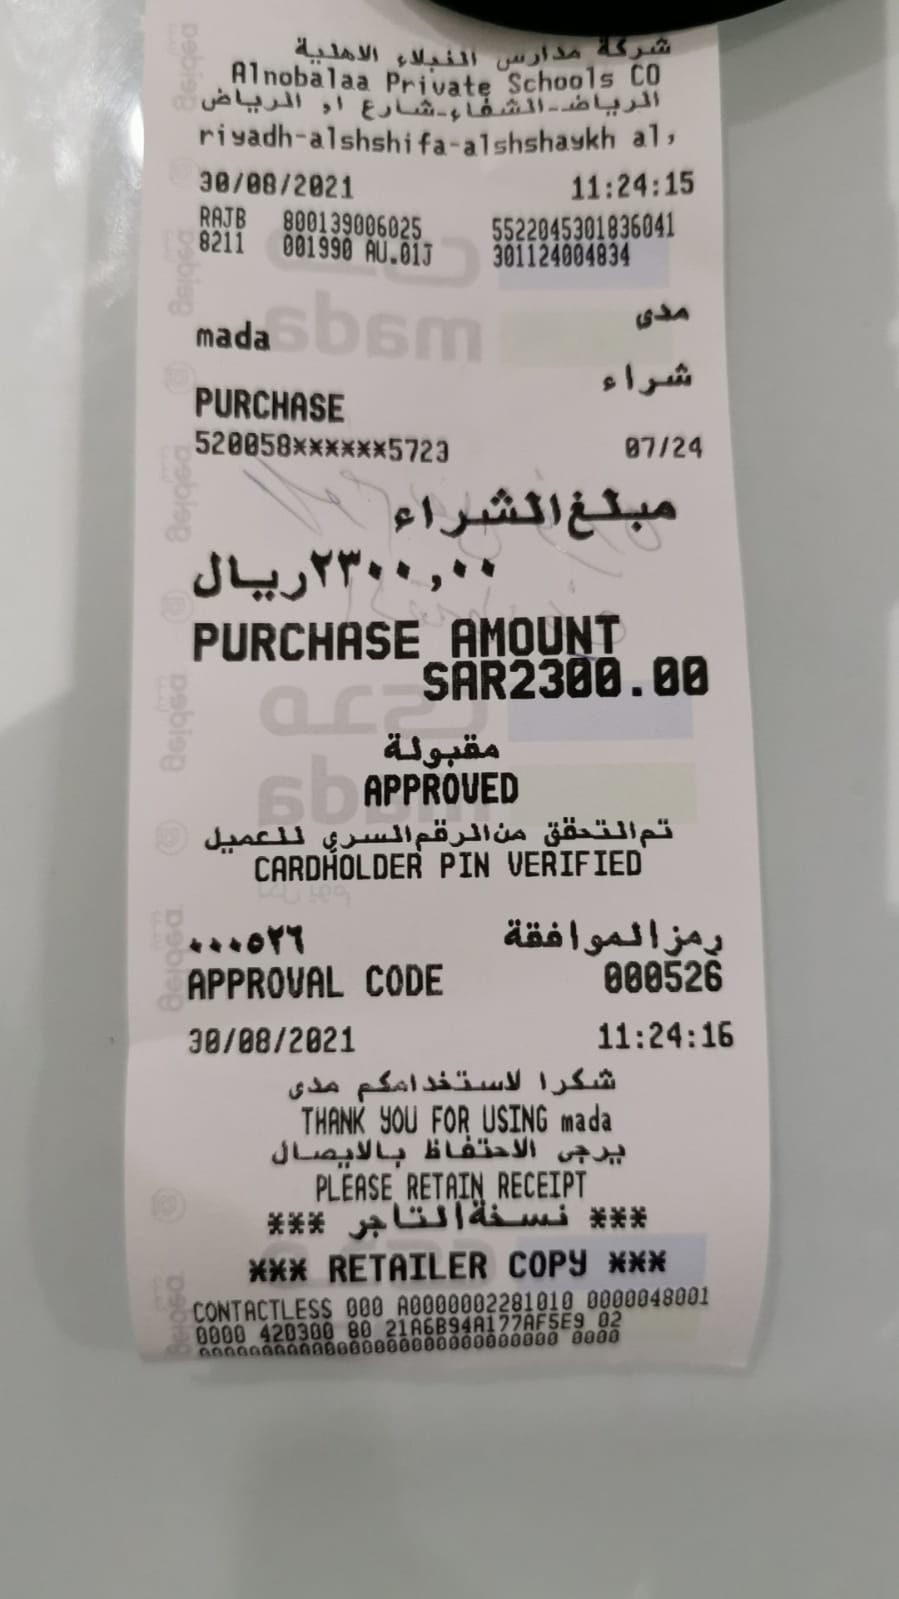 شركة مدارس النبلاء الاهلية
Alnobalaa Private Schools CO
الرياض-الشفاء-شارع او الرياض
riyadh-alshshifa-alshshaykh al,
30/08/2021 11:24:15
RAJB 800139006025 5522045301836041
8211 001990 AU.01J 301124004834
مدى
mada
شراء
PURCHASE
520058******5723 07/24
مبلغ الشراء
٢٣٠٠,٠٠ ريال
PURCHASE AMOUNT
SAR2300.00
مقبولة
APPROVED
تم التحقق من الرقم السري للعميل
CARDHOLDER PIN VERIFIED
رمز الموافقة ٠٠٠٥٢٦
APPROVAL CODE 000526
30/08/2021 11:24:16
شكرا لاستخدامكم مدى
THANK YOU FOR USING mada
يرجى الاحتفاظ بالايصال
PLEASE RETAIN RECEIPT
*** نسخة التاجر ***
*** RETAILER COPY ***
CONTACTLESS 000 A0000002281010 0000048001
0000 420300 80 21A6B94A177AF5E9 02